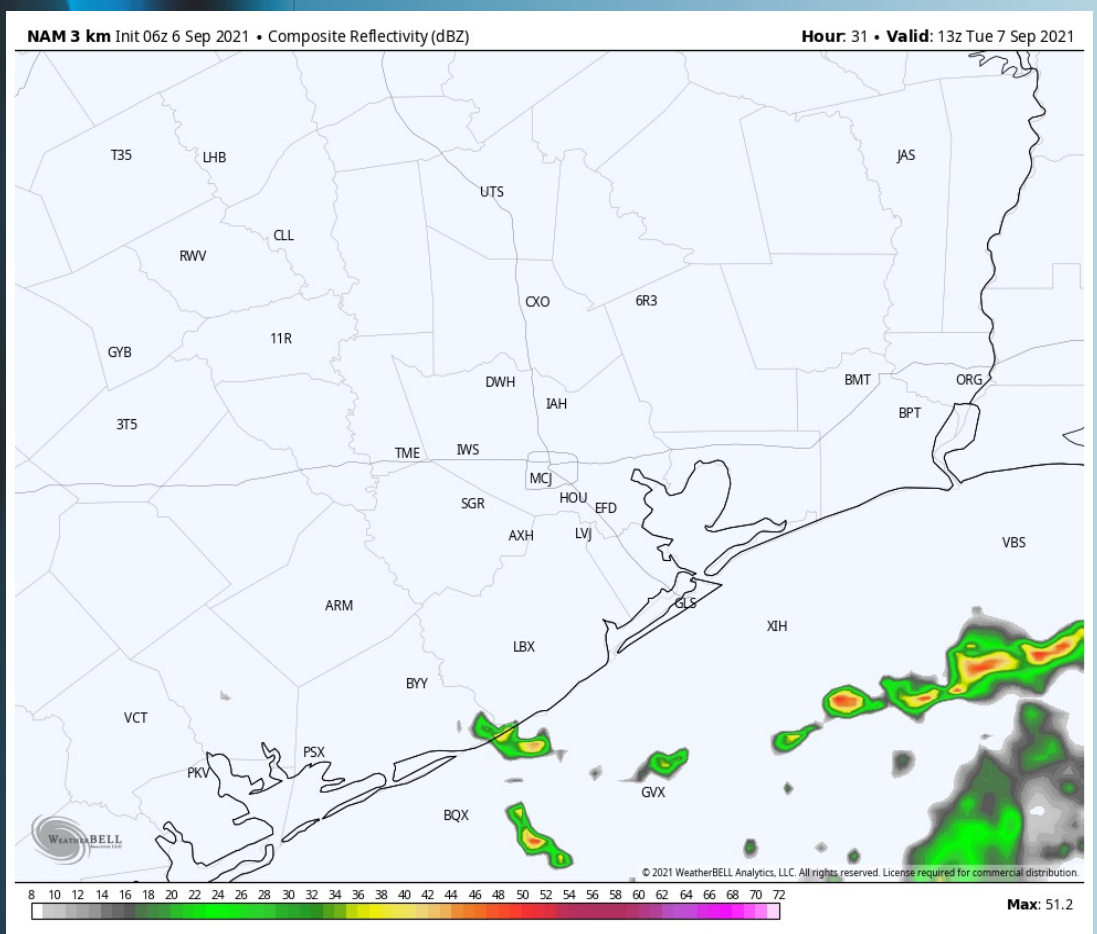 NAM 3 km Init 06z 6 Sep 2021 • Composite Reflectivity (dBZ)
Hour: 31 • Valid: 13z Tue 7 Sep 2021
T35
LHB
JAS
UTS
CLL
RWV
CXO
6R3
11R
GYB
DWH
BMT
ORG
IAH
BPT
3T5
TME
IWS
MCJ
HOU
SGR
EFD
AXH
LVJ
VBS
ARM
GLS
XIH
LBX
BYY
VCT
PSX
PKV
GVX
BQX
WEATHERBELL
© 2021 WeatherBELL Analytics, LLC. All rights reserved. License required for commercial distribution.
8 10 12 14 16 18 20 22 24 26 28 30 32 34 36 38 40 42 44 46 48 50 52 54 56 58 60 62 64 66 68 70 72
Max: 51.2